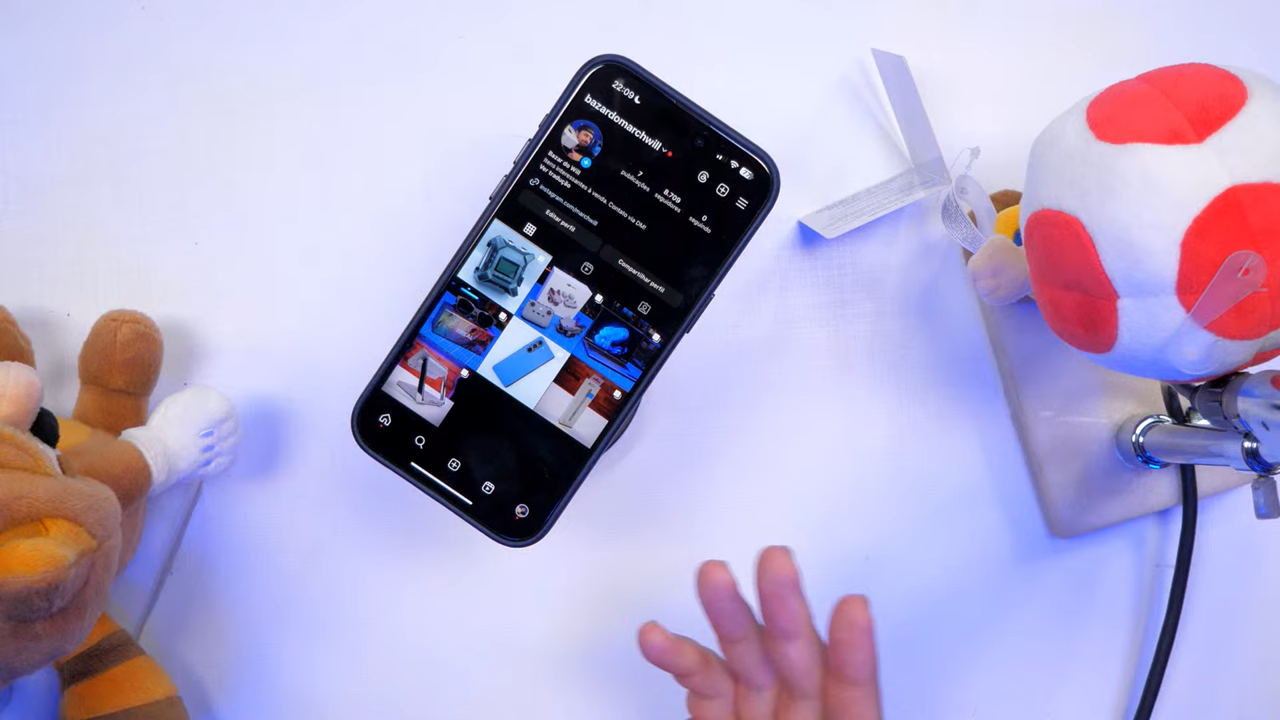 22:09
bazardomarchwill
7
publicações
8.709
seguidores
0
seguindo
Bazar do Will
Itens interessantes à venda. Contato via DM!
Ver tradução
instagram.com/marchwill
Editar perfil
Compartilhar perfil